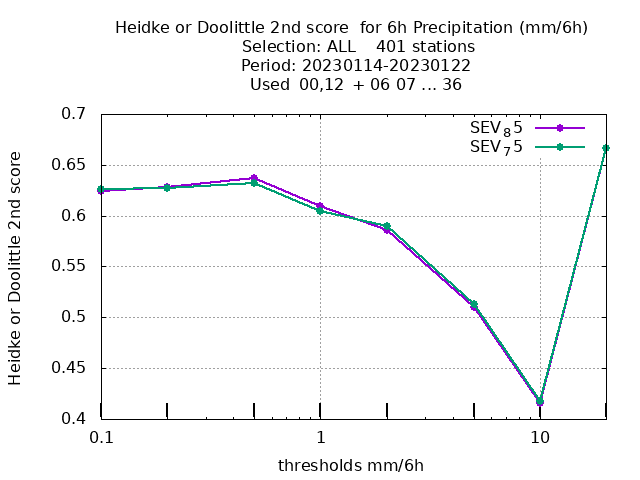 Heidke or Doolittle 2nd score  for 6h Precipitation (mm/6h)
Selection: ALL    401 stations
Period: 20230114-20230122
Used  00,12  + 06 07 ... 36
Heidke or Doolittle 2nd score
0.7
0.65
0.6
0.55
0.5
0.45
0.4
SEV₈5
SEV₇5
0.1
1
10
thresholds mm/6h